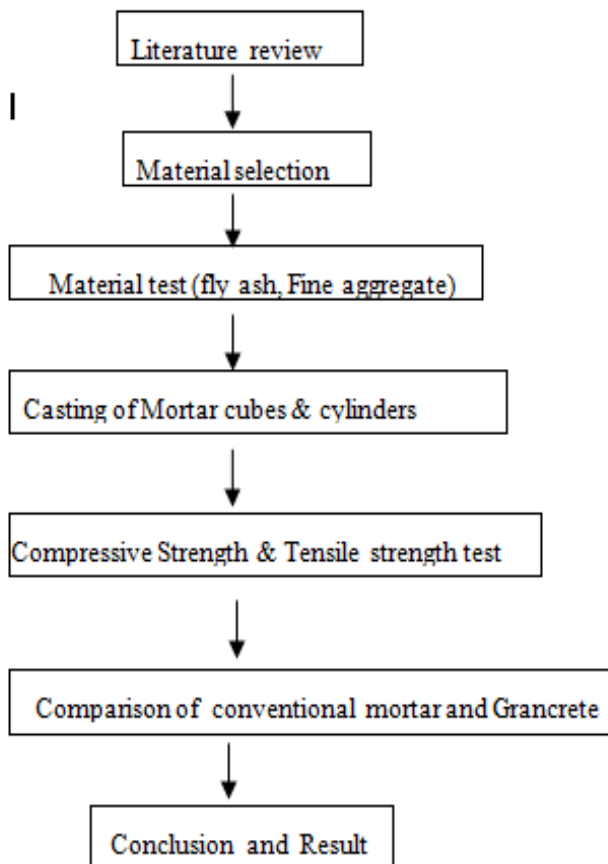 Literature review
Material selection
Material test (fly ash, Fine aggregate)
Casting of Mortar cubes & cylinders
Compressive Strength & Tensile strength test
Comparison of conventional mortar and Grancrete
Conclusion and Result